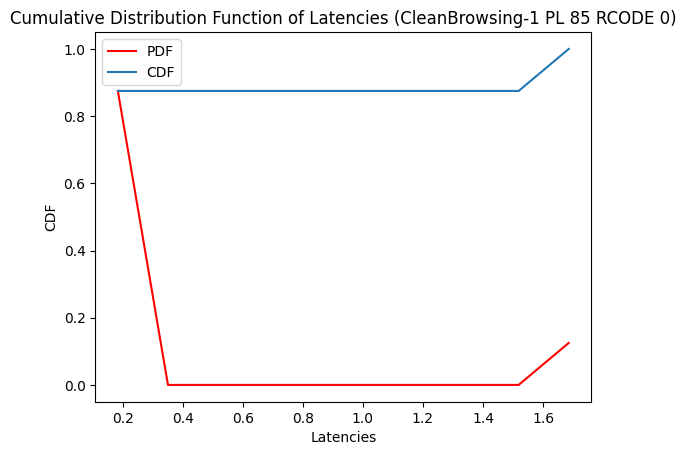 Cumulative Distribution Function of Latencies (CleanBrowsing-1 PL 85 RCODE 0)
PDF
CDF
1.0
0.8
0.6
0.4
0.2
0.0
CDF
0.2 0.4 0.6 0.8 1.0 1.2 1.4 1.6
Latencies